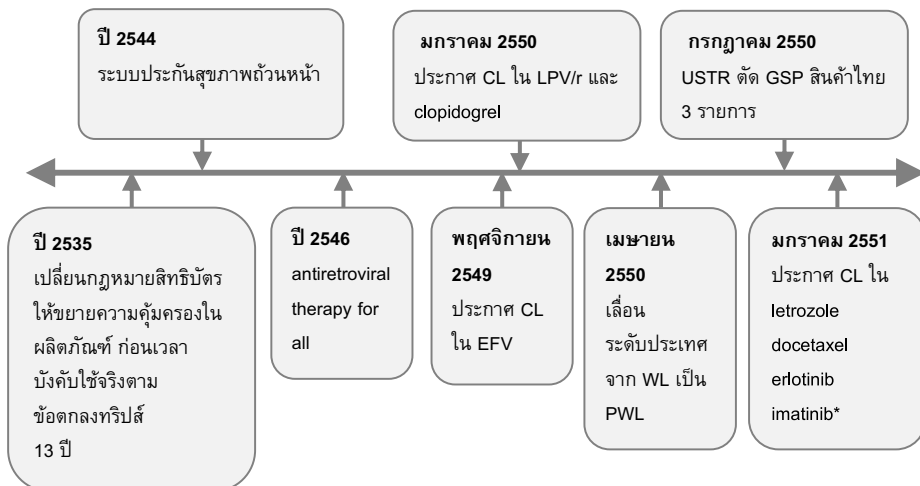 ปี 2544
ระบบประกันสุขภาพถ้วนหน้า
มกราคม 2550
ประกาศ CL ใน LPV/r และ
clopidogrel
กรกฎาคม 2550
USTR ตัด GSP สินค้าไทย
3 รายการ
ปี 2535
เปลี่ยนกฎหมายสิทธิบัตร
ให้ขยายความคุ้มครองใน
ผลิตภัณฑ์ ก่อนเวลา
บังคับใช้จริงตาม
ข้อตกลงทริปส์
13 ปี
ปี 2546
antiretroviral
therapy for
all
พฤศจิกายน
2549
ประกาศ CL
ใน EFV
เมษายน
2550
เลื่อน
ระดับประเทศ
จาก WL เป็น
PWL
มกราคม 2551
ประกาศ CL ใน
letrozole
docetaxel
erlotinib
imatinib*